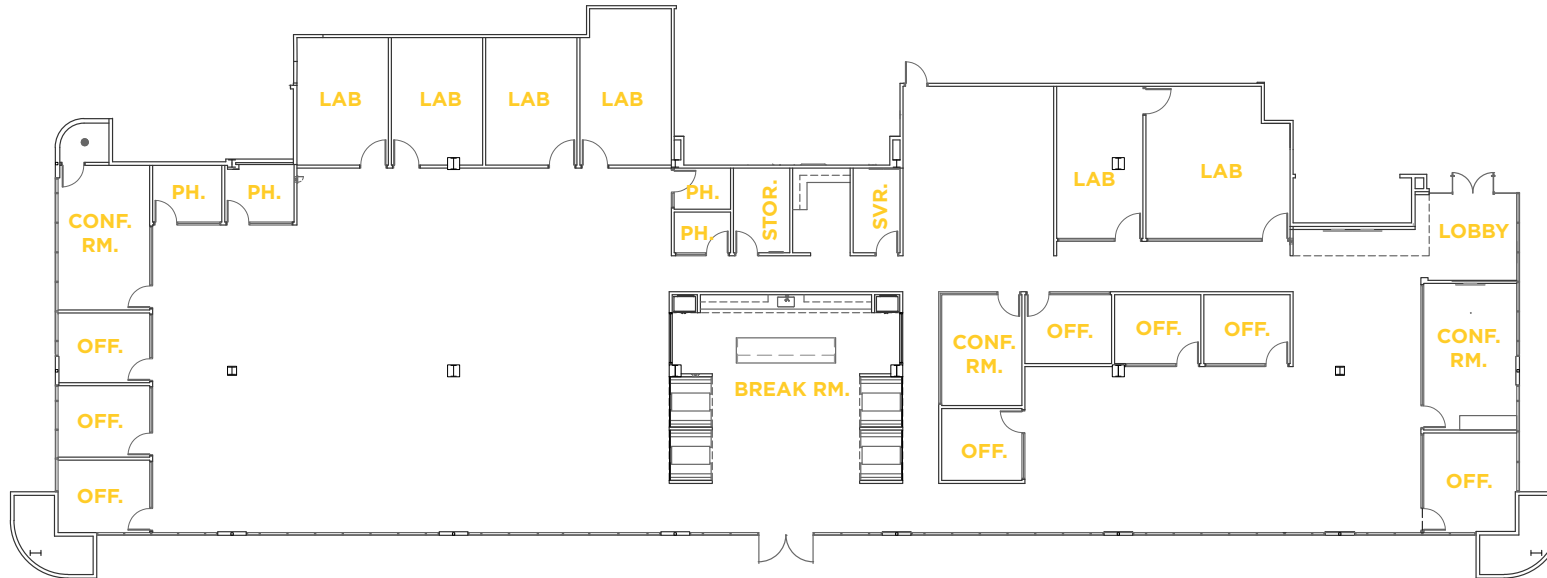 LAB
LAB
LAB
LAB
LAB
LAB
PH.
PH.
PH.
PH.
STOR.
SVR.
CONF.
RM.
LOBBY
OFF.
OFF.
OFF.
OFF.
CONF.
RM.
CONF.
RM.
BREAK RM.
OFF.
OFF.
OFF.
OFF.